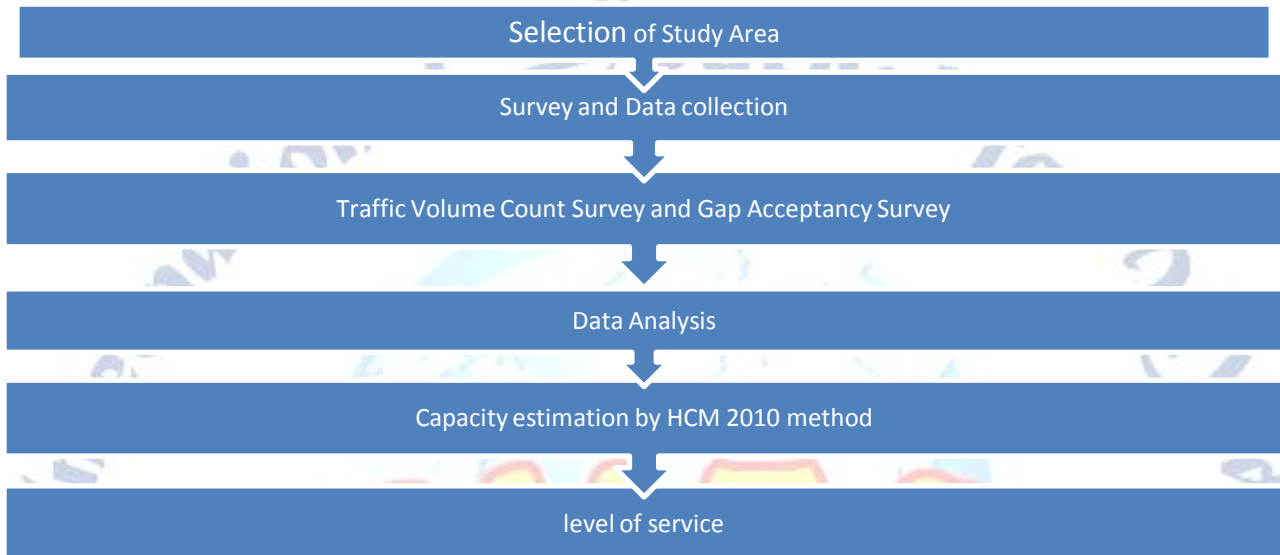 Selection of Study Area
Survey and Data collection
Traffic Volume Count Survey and Gap Acceptancy Survey
Data Analysis
Capacity estimation by HCM 2010 method
level of service